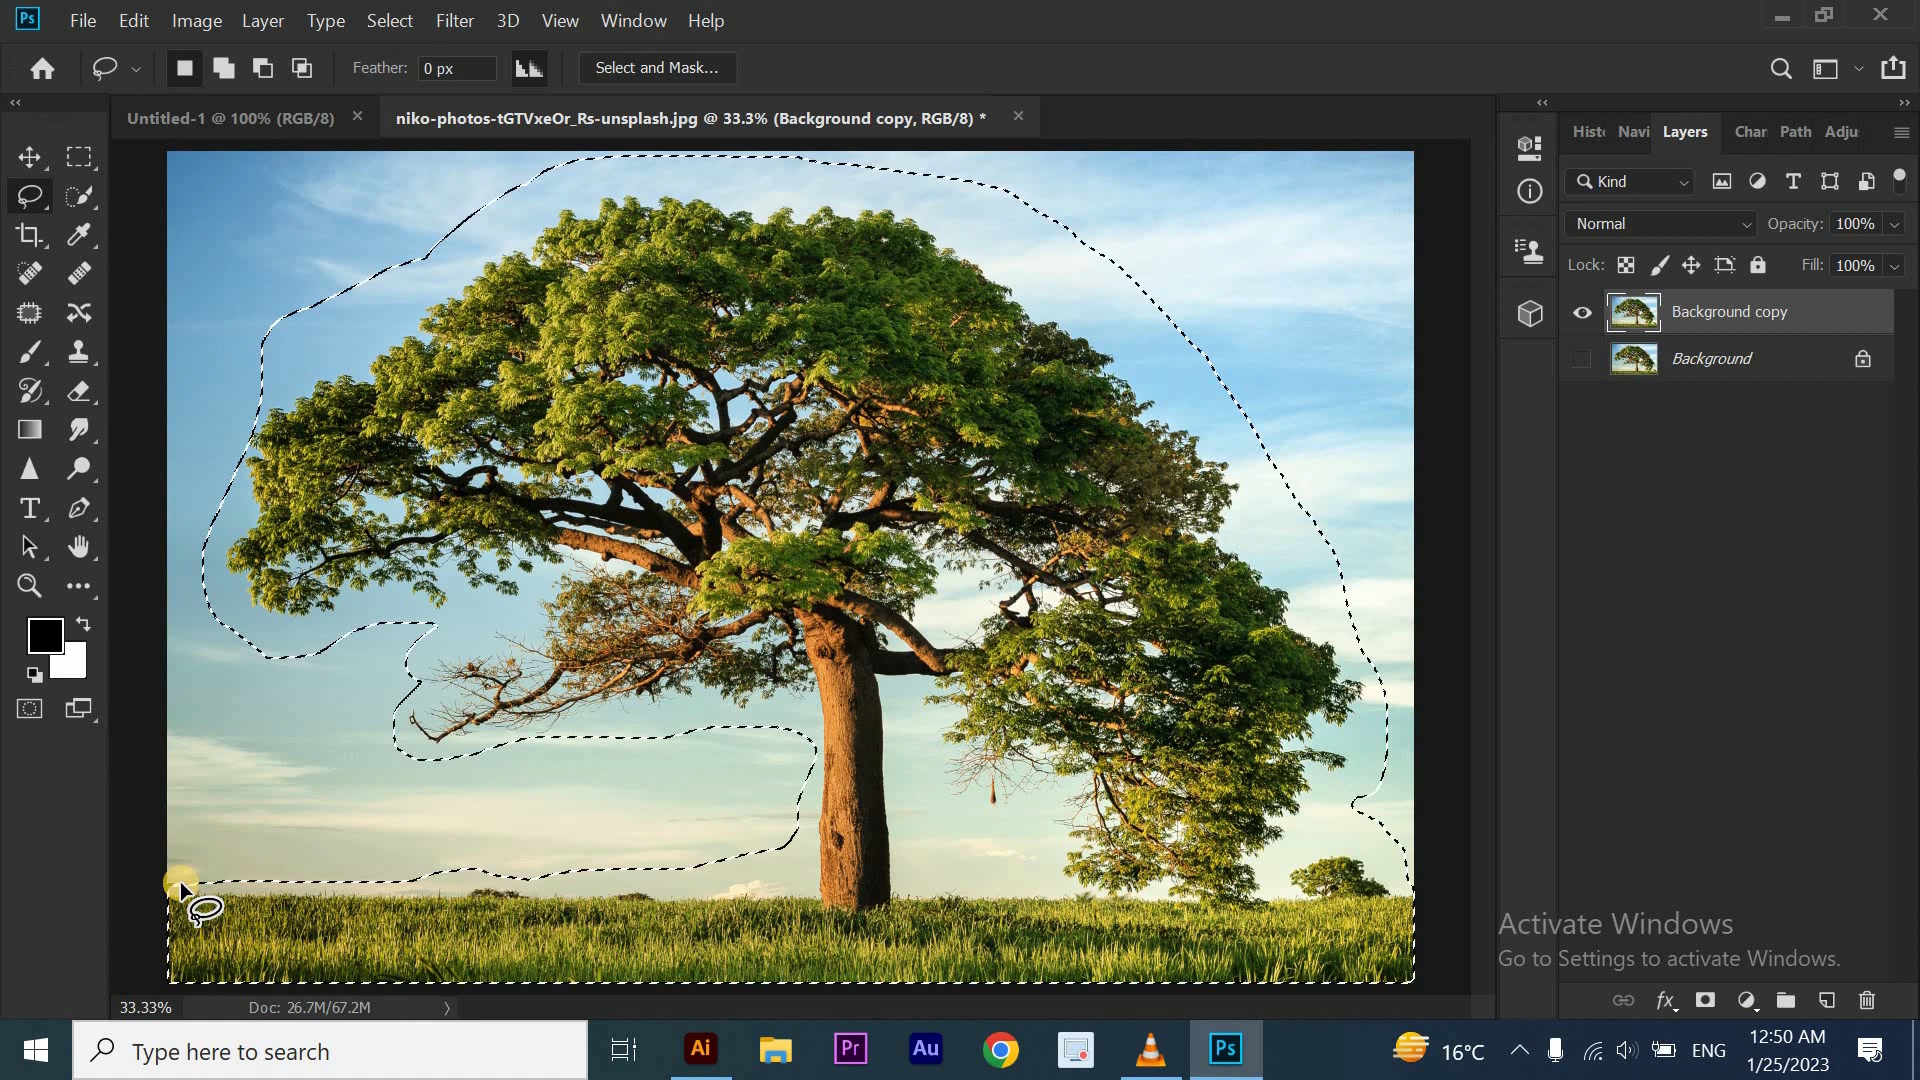 Ps File Edit Image Layer Type Select Filter 3D View Window Help
Feather: 0 px Select and Mask...
Untitled-1 @ 100% (RGB/8) niko-photos-tGTVxeOr_Rs-unsplash.jpg @ 33.3% (Background copy, RGB/8) *
Hist Navi Layers Char Path Adju
Kind
Normal Opacity: 100%
Lock: Fill: 100%
Background copy
Background
Activate Windows
Go to Settings to activate Windows.
33.33% Doc: 26.7M/67.2M
fx
Type here to search
Ai Pr Au Ps
16°C ENG
12:50 AM
1/25/2023